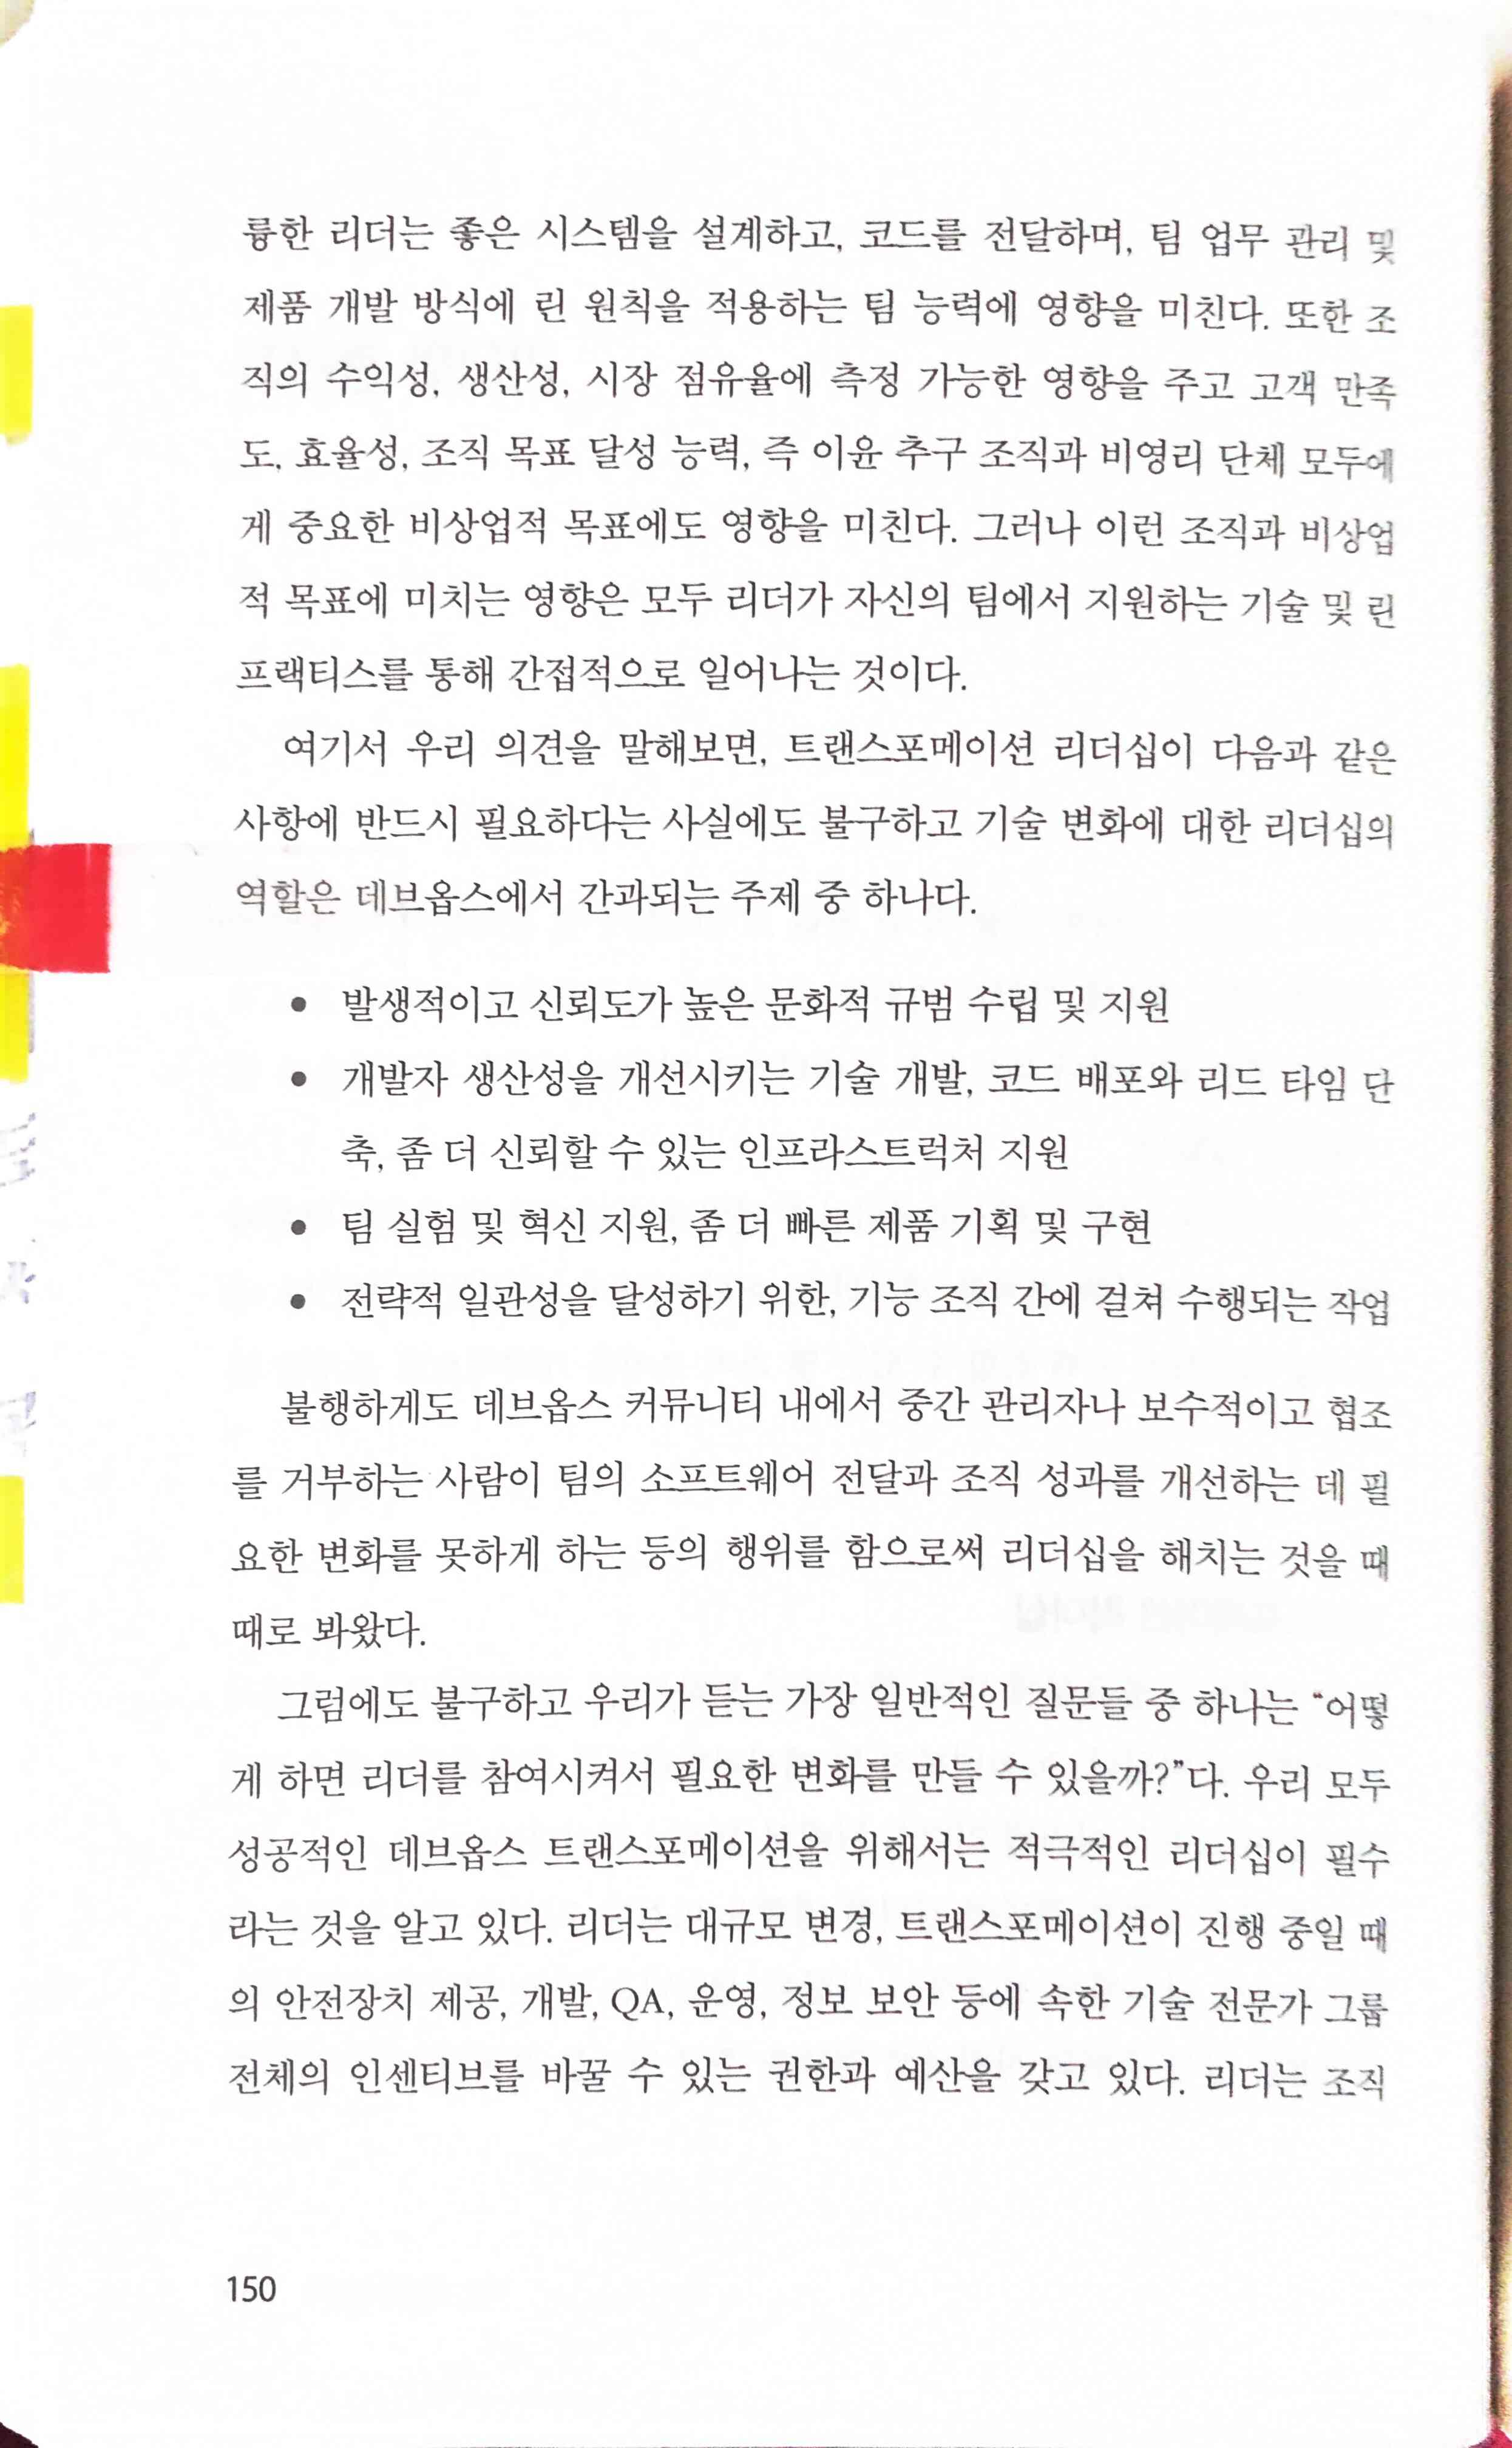 륭한 리더는 좋은 시스템을 설계하고, 코드를 전달하며, 팀 업무 관리 및
제품 개발 방식에 린 원칙을 적용하는 팀 능력에 영향을 미친다. 또한 조
직의 수익성, 생산성, 시장 점유율에 측정 가능한 영향을 주고 고객 만족
도, 효율성, 조직 목표 달성 능력, 즉 이윤 추구 조직과 비영리 단체 모두에
게 중요한 비상업적 목표에도 영향을 미친다. 그러나 이런 조직과 비상업
적 목표에 미치는 영향은 모두 리더가 자신의 팀에서 지원하는 기술 및 린
프랙티스를 통해 간접적으로 일어나는 것이다.
여기서 우리 의견을 말해보면, 트랜스포메이션 리더십이 다음과 같은
사항에 반드시 필요하다는 사실에도 불구하고 기술 변화에 대한 리더십의
역할은 데브옵스에서 간과되는 주제 중 하나다.
• 발생적이고 신뢰도가 높은 문화적 규범 수립 및 지원
• 개발자 생산성을 개선시키는 기술 개발, 코드 배포와 리드 타임 단
축, 좀 더 신뢰할 수 있는 인프라스트럭처 지원
• 팀 실험 및 혁신 지원, 좀 더 빠른 제품 기획 및 구현
• 전략적 일관성을 달성하기 위한, 기능 조직 간에 걸쳐 수행되는 작업
불행하게도 데브옵스 커뮤니티 내에서 중간 관리자나 보수적이고 협조
를 거부하는 사람이 팀의 소프트웨어 전달과 조직 성과를 개선하는 데 필
요한 변화를 못하게 하는 등의 행위를 함으로써 리더십을 해치는 것을 때
때로 봐왔다.
그럼에도 불구하고 우리가 듣는 가장 일반적인 질문들 중 하나는 “어떻
게 하면 리더를 참여시켜서 필요한 변화를 만들 수 있을까?”다. 우리 모두
성공적인 데브옵스 트랜스포메이션을 위해서는 적극적인 리더십이 필수
라는 것을 알고 있다. 리더는 대규모 변경, 트랜스포메이션이 진행 중일 때
의 안전장치 제공, 개발, QA, 운영, 정보 보안 등에 속한 기술 전문가 그룹
전체의 인센티브를 바꿀 수 있는 권한과 예산을 갖고 있다. 리더는 조직
150